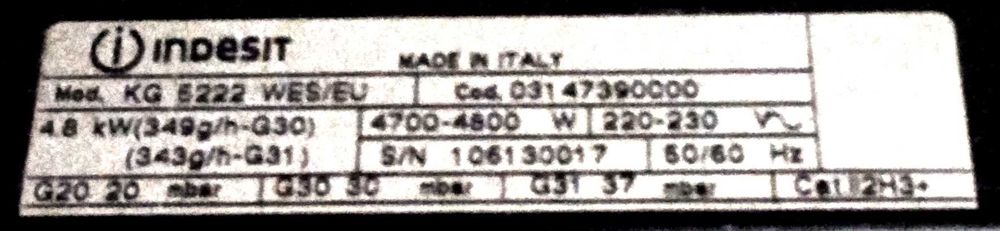 INDESIT
MADE IN ITALY
Mod. KG 6222 WES/EU Cod. 03147390000
4.8 kW(349g/h-G30) 4700-4800 W 220-230 V
(343g/h-G31) S/N 106130017 50/60 Hz
G20 20 mbar G30 30 mbar G31 37 mbar Cat.II2H3+